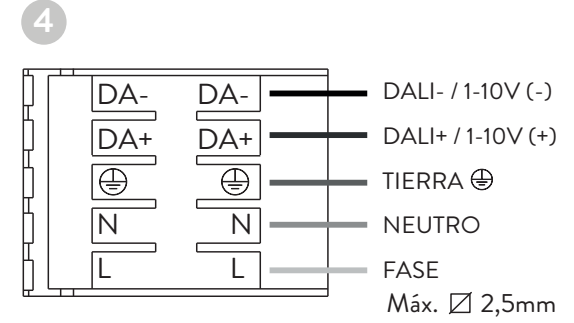 4
DA- DA- DALI- / 1-10V (-)
DA+ DA+ DALI+ / 1-10V (+)
⏚ ⏚ TIERRA ⏚
N N NEUTRO
L L FASE
Máx. ⍁ 2,5mm